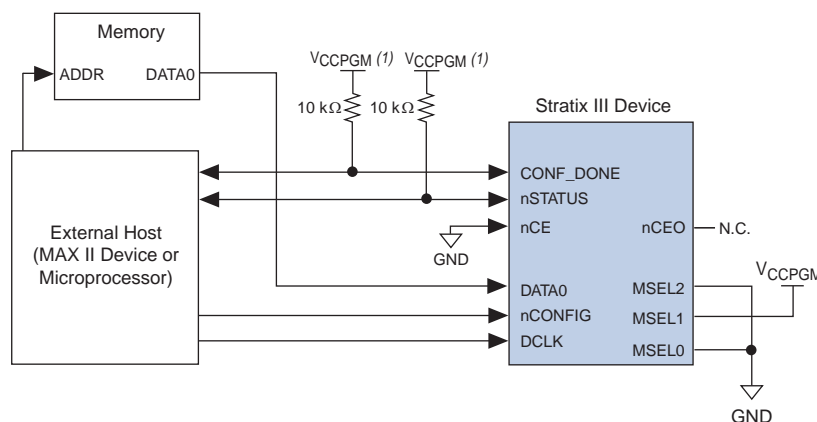 Memory
ADDR DATA0
VCCPGM (1) VCCPGM (1)
10 kΩ 10 kΩ
Stratix III Device
External Host
(MAX II Device or
Microprocessor)
CONF_DONE
nSTATUS
nCE
GND
nCEO N.C.
VCCPGM
DATA0
nCONFIG
DCLK
MSEL2
MSEL1
MSEL0
GND